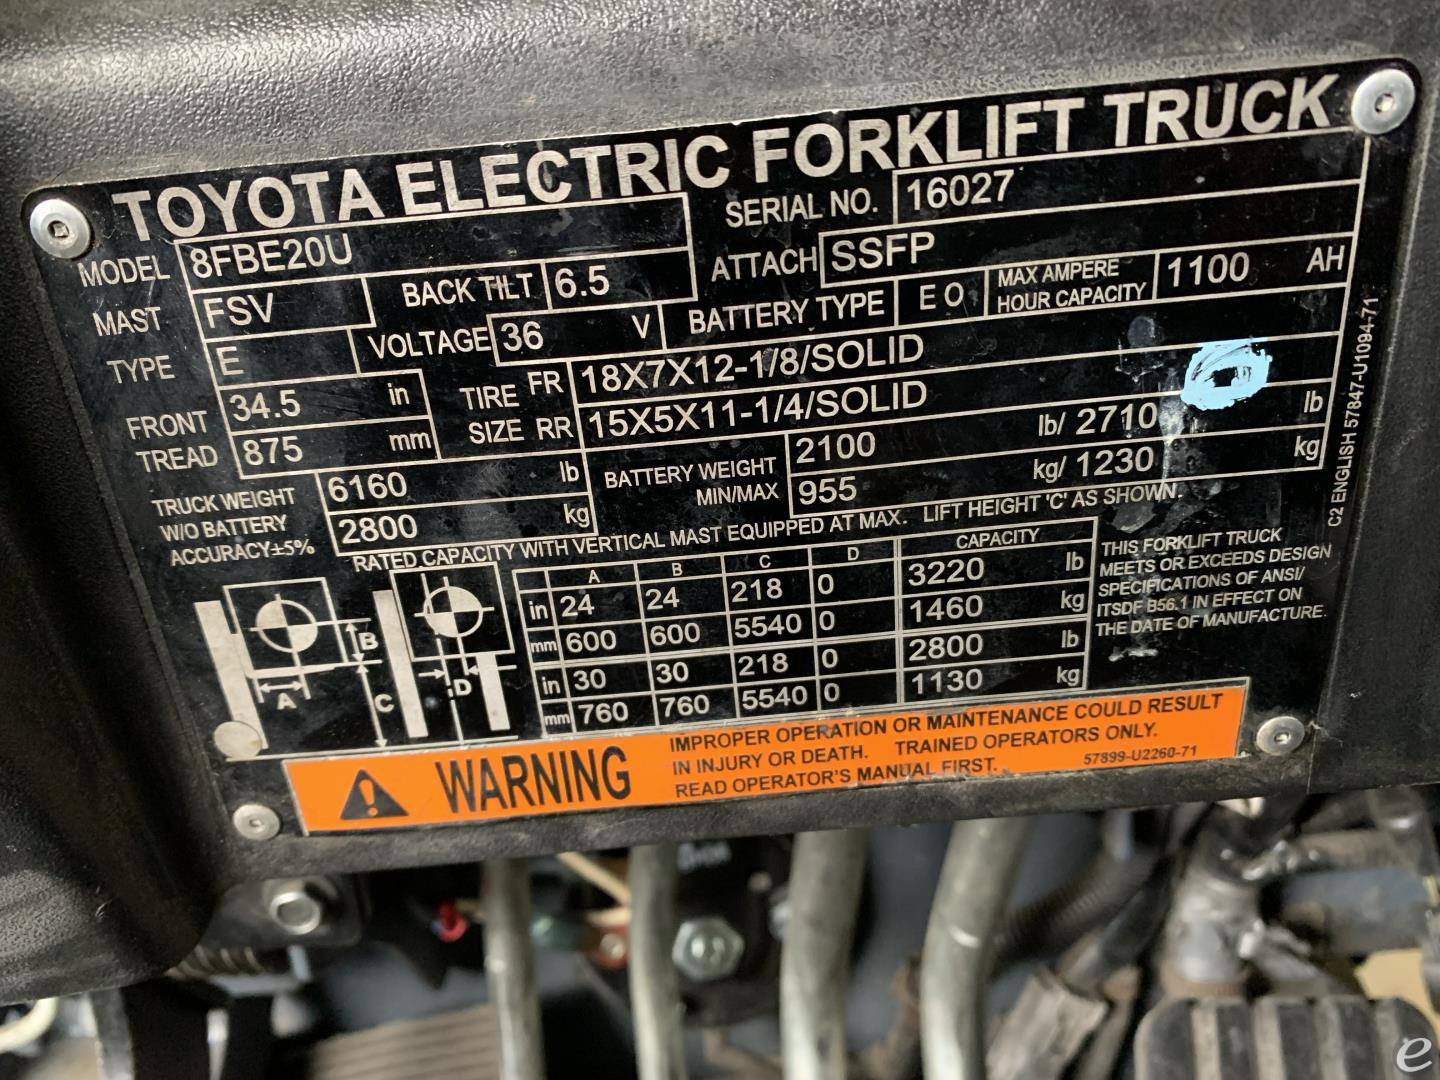 TOYOTA ELECTRIC FORKLIFT TRUCK
MODEL 8FBE20U SERIAL NO. 16027
MAST FSV BACK TILT 6.5 ATTACH SSFP
TYPE E VOLTAGE 36 V BATTERY TYPE E O MAX AMPERE HOUR CAPACITY 1100 AH
FRONT TREAD 34.5 in TIRE SIZE FR 18X7X12-1/8/SOLID
875 mm RR 15X5X11-1/4/SOLID
TRUCK WEIGHT W/O BATTERY ACCURACY±5% 6160 lb BATTERY WEIGHT MIN/MAX 2100 lb/ 2710 lb
2800 kg 955 kg/ 1230 kg
RATED CAPACITY WITH VERTICAL MAST EQUIPPED AT MAX. LIFT HEIGHT 'C' AS SHOWN.
A B C D CAPACITY
in 24 24 218 0 3220 lb
mm 600 600 5540 0 1460 kg
in 30 30 218 0 2800 lb
mm 760 760 5540 0 1130 kg
B
A
C
D
THIS FORKLIFT TRUCK
MEETS OR EXCEEDS DESIGN
SPECIFICATIONS OF ANSI/
ITSDF B56.1 IN EFFECT ON
THE DATE OF MANUFACTURE.
C2 ENGLISH 57847-U1094-71
WARNING
IMPROPER OPERATION OR MAINTENANCE COULD RESULT
IN INJURY OR DEATH. TRAINED OPERATORS ONLY.
READ OPERATOR'S MANUAL FIRST. 57899-U2260-71
e